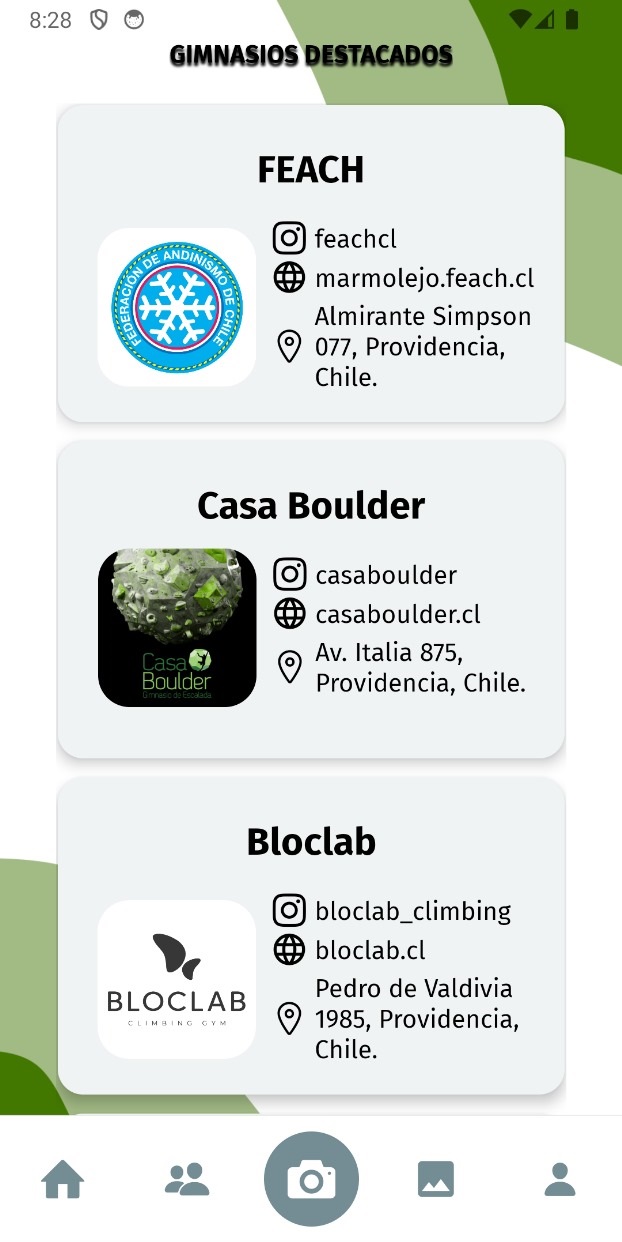 8:28
GIMNASIOS DESTACADOS
FEACH
FEDERACIÓN DE ANDINISMO DE CHILE
feachcl
marmolejo.feach.cl
Almirante Simpson
077, Providencia,
Chile.
Casa Boulder
Casa
Boulder
Gimnasio de Escalada
casaboulder
casaboulder.cl
Av. Italia 875,
Providencia, Chile.
Bloclab
BLOCLAB
CLIMBING GYM
bloclab_climbing
bloclab.cl
Pedro de Valdivia
1985, Providencia,
Chile.